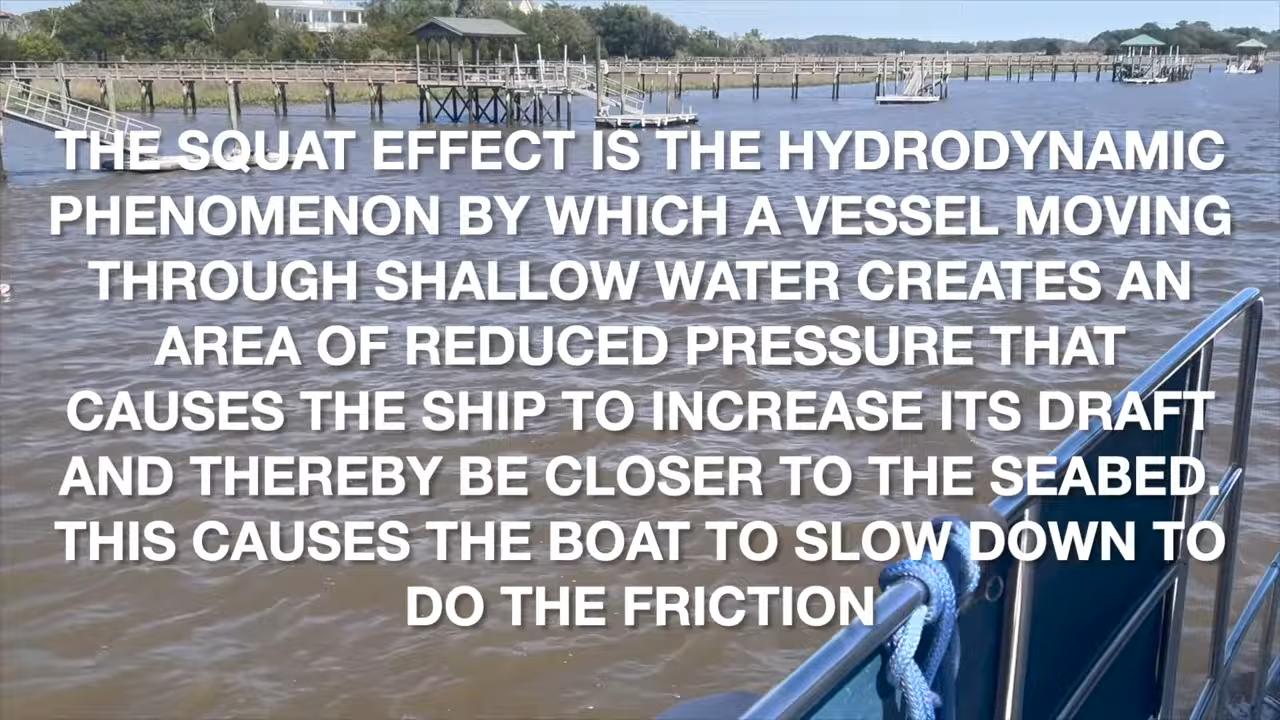 THE SQUAT EFFECT IS THE HYDRODYNAMIC
PHENOMENON BY WHICH A VESSEL MOVING
THROUGH SHALLOW WATER CREATES AN
AREA OF REDUCED PRESSURE THAT
CAUSES THE SHIP TO INCREASE ITS DRAFT
AND THEREBY BE CLOSER TO THE SEABED.
THIS CAUSES THE BOAT TO SLOW DOWN TO
DO THE FRICTION